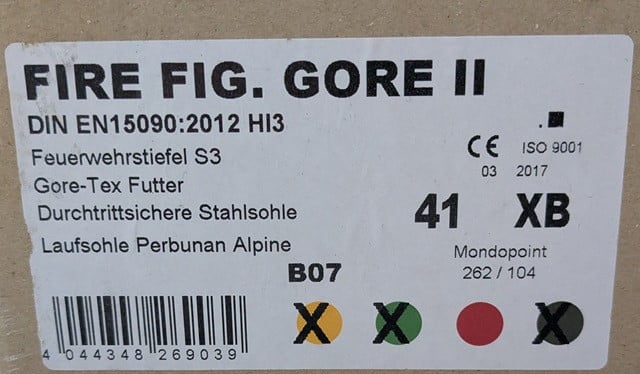 FIRE FIG. GORE II
DIN EN15090:2012 HI3
Feuerwehrstiefel S3
Gore-Tex Futter
Durchtrittsichere Stahlsohle
Laufsohle Perbunan Alpine
CE ISO 9001
03 2017
41 XB
Mondopoint
262 / 104
B07
X X X
4 044348 269039